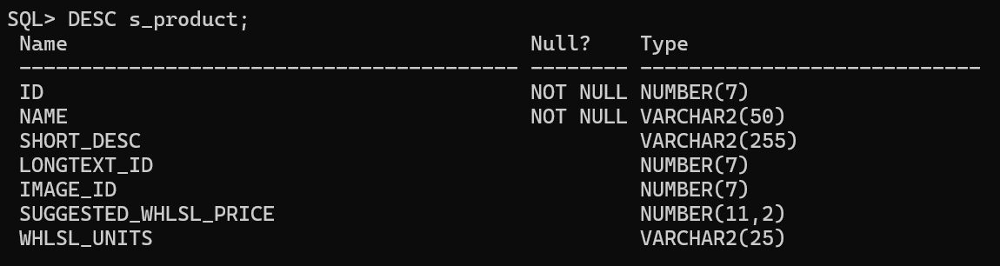 SQL> DESC s_product;
 Name                                      Null?    Type
 ----------------------------------------- -------- ----------------------------
 ID                                        NOT NULL NUMBER(7)
 NAME                                      NOT NULL VARCHAR2(50)
 SHORT_DESC                                         VARCHAR2(255)
 LONGTEXT_ID                                        NUMBER(7)
 IMAGE_ID                                           NUMBER(7)
 SUGGESTED_WHLSL_PRICE                              NUMBER(11,2)
 WHLSL_UNITS                                        VARCHAR2(25)